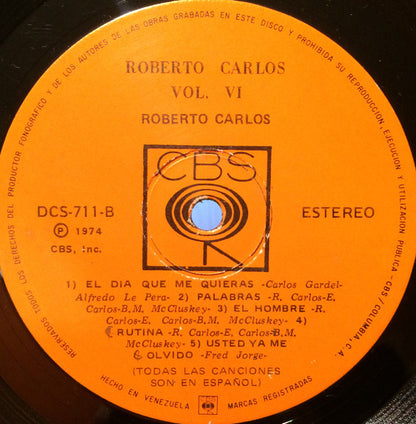 RESERVADOS TODOS LOS DERECHOS DEL PRODUCTOR FONOGRAFICO Y DE LOS AUTORES DE LAS OBRAS GRABADAS EN ESTE DISCO Y PROHIBIDA SU REPRODUCCION, EJECUCION Y UTILIZACION PUBLICA-CBS/COLUMBIA,C.A.
ROBERTO CARLOS
VOL. VI
ROBERTO CARLOS
CBS
DCS-711-B
ESTEREO
Ⓟ 1974
CBS, Inc.
1) EL DIA QUE ME QUIERAS -Carlos Gardel-
Alfredo Le Pera- 2) PALABRAS -R, Carlos-E,
Carlos-B,M, McCluskey- 3) EL HOMBRE -R,
Carlos-E. Carlos-B,M, McCluskey- 4)
RUTINA -R, Carlos-E, Carlos-B,M,
McCluskey- 5) USTED YA ME
OLVIDO -Fred Jorge-
(TODAS LAS CANCIONES
SON EN ESPAÑOL)
HECHO EN VENEZUELA CBS MARCAS REGISTRADAS